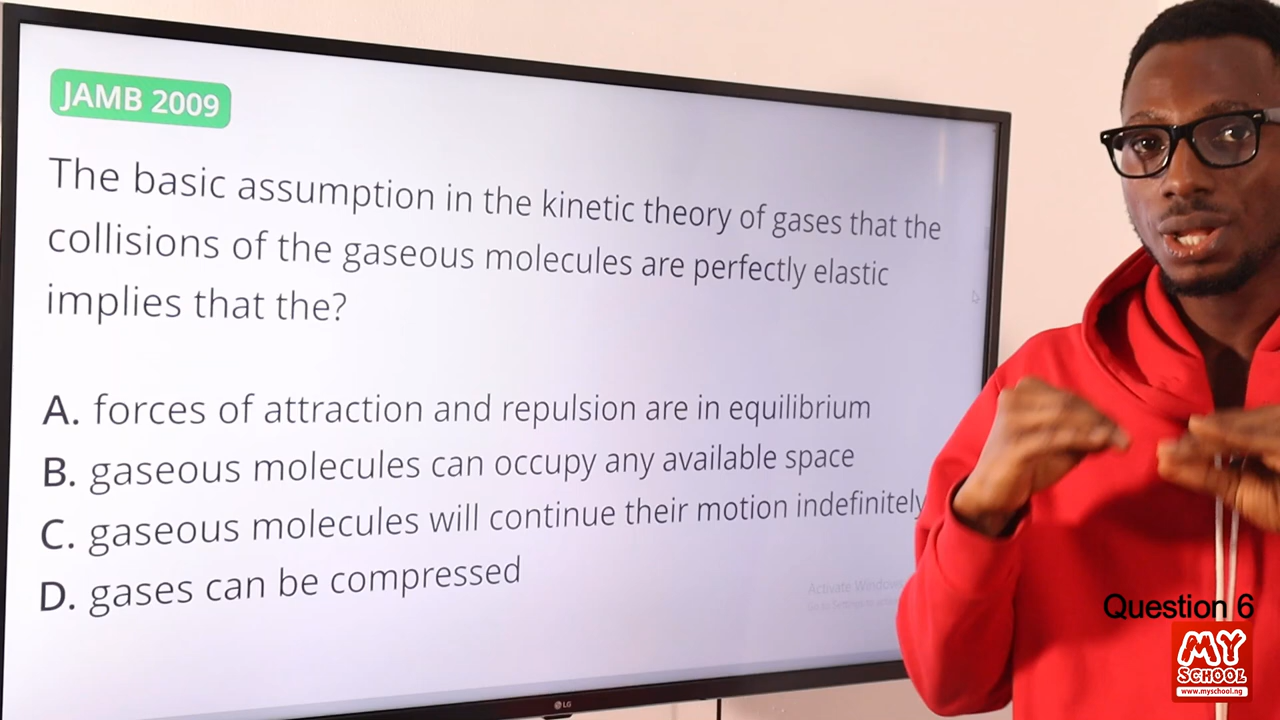 JAMB 2009
The basic assumption in the kinetic theory of gases that the
collisions of the gaseous molecules are perfectly elastic
implies that the?
A. forces of attraction and repulsion are in equilibrium
B. gaseous molecules can occupy any available space
C. gaseous molecules will continue their motion indefinitely
D. gases can be compressed
Activate Windows
LG
Question 6
MY
SCHOOL
www.myschool.ng